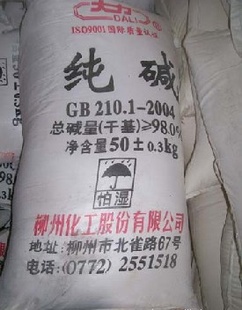 DALI
ISO9001国际质量认证
纯碱
GB 210.1-2004
总碱量(干基)≥98.0%
净含量50±0.3kg
怕湿
柳州化工股份有限公司
地址:柳州市北雀路67号
电话:(0772)2551518